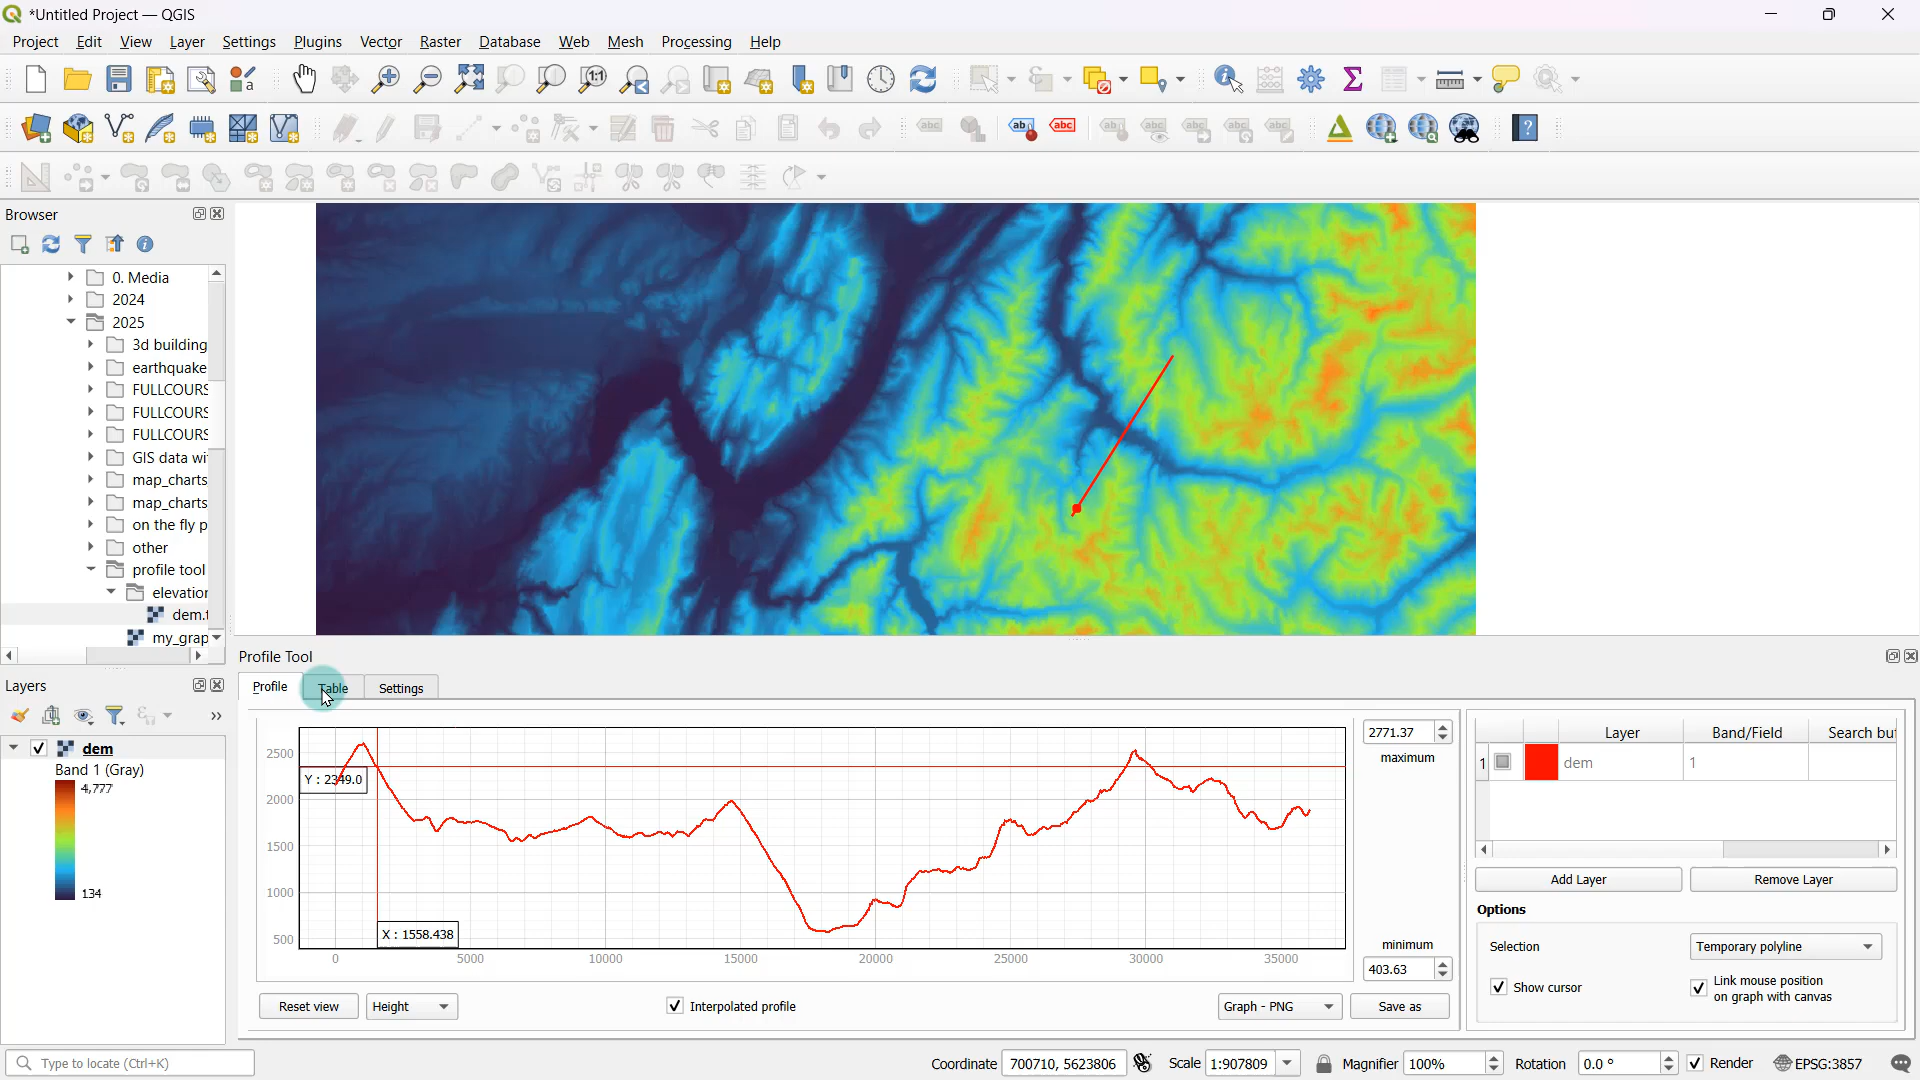 *Untitled Project — QGIS
Project Edit View Layer Settings Plugins Vector Raster Database Web Mesh Processing Help
Browser
0. Media
2024
2025
3d building
earthquake
FULLCOURS
FULLCOURS
FULLCOURS
GIS data wi
map_charts
map_charts
on the fly p
other
profile tool
elevation
dem.t
my_grap
Layers
dem
Band 1 (Gray)
4,777
134
Profile Tool
Profile Table Settings
2500
2000
1500
1000
500
Y : 2349.0
X : 1558.438
0 5000 10000 15000 20000 25000 30000 35000
2771.37
maximum
minimum
403.63
Reset view Height Interpolated profile Graph - PNG Save as
Layer Band/Field Search buf
1 dem 1
Add Layer Remove Layer
Options
Selection Temporary polyline
Show cursor Link mouse position
on graph with canvas
Type to locate (Ctrl+K) Coordinate 700710, 5623806 Scale 1:907809 Magnifier 100% Rotation 0.0 ° Render EPSG:3857